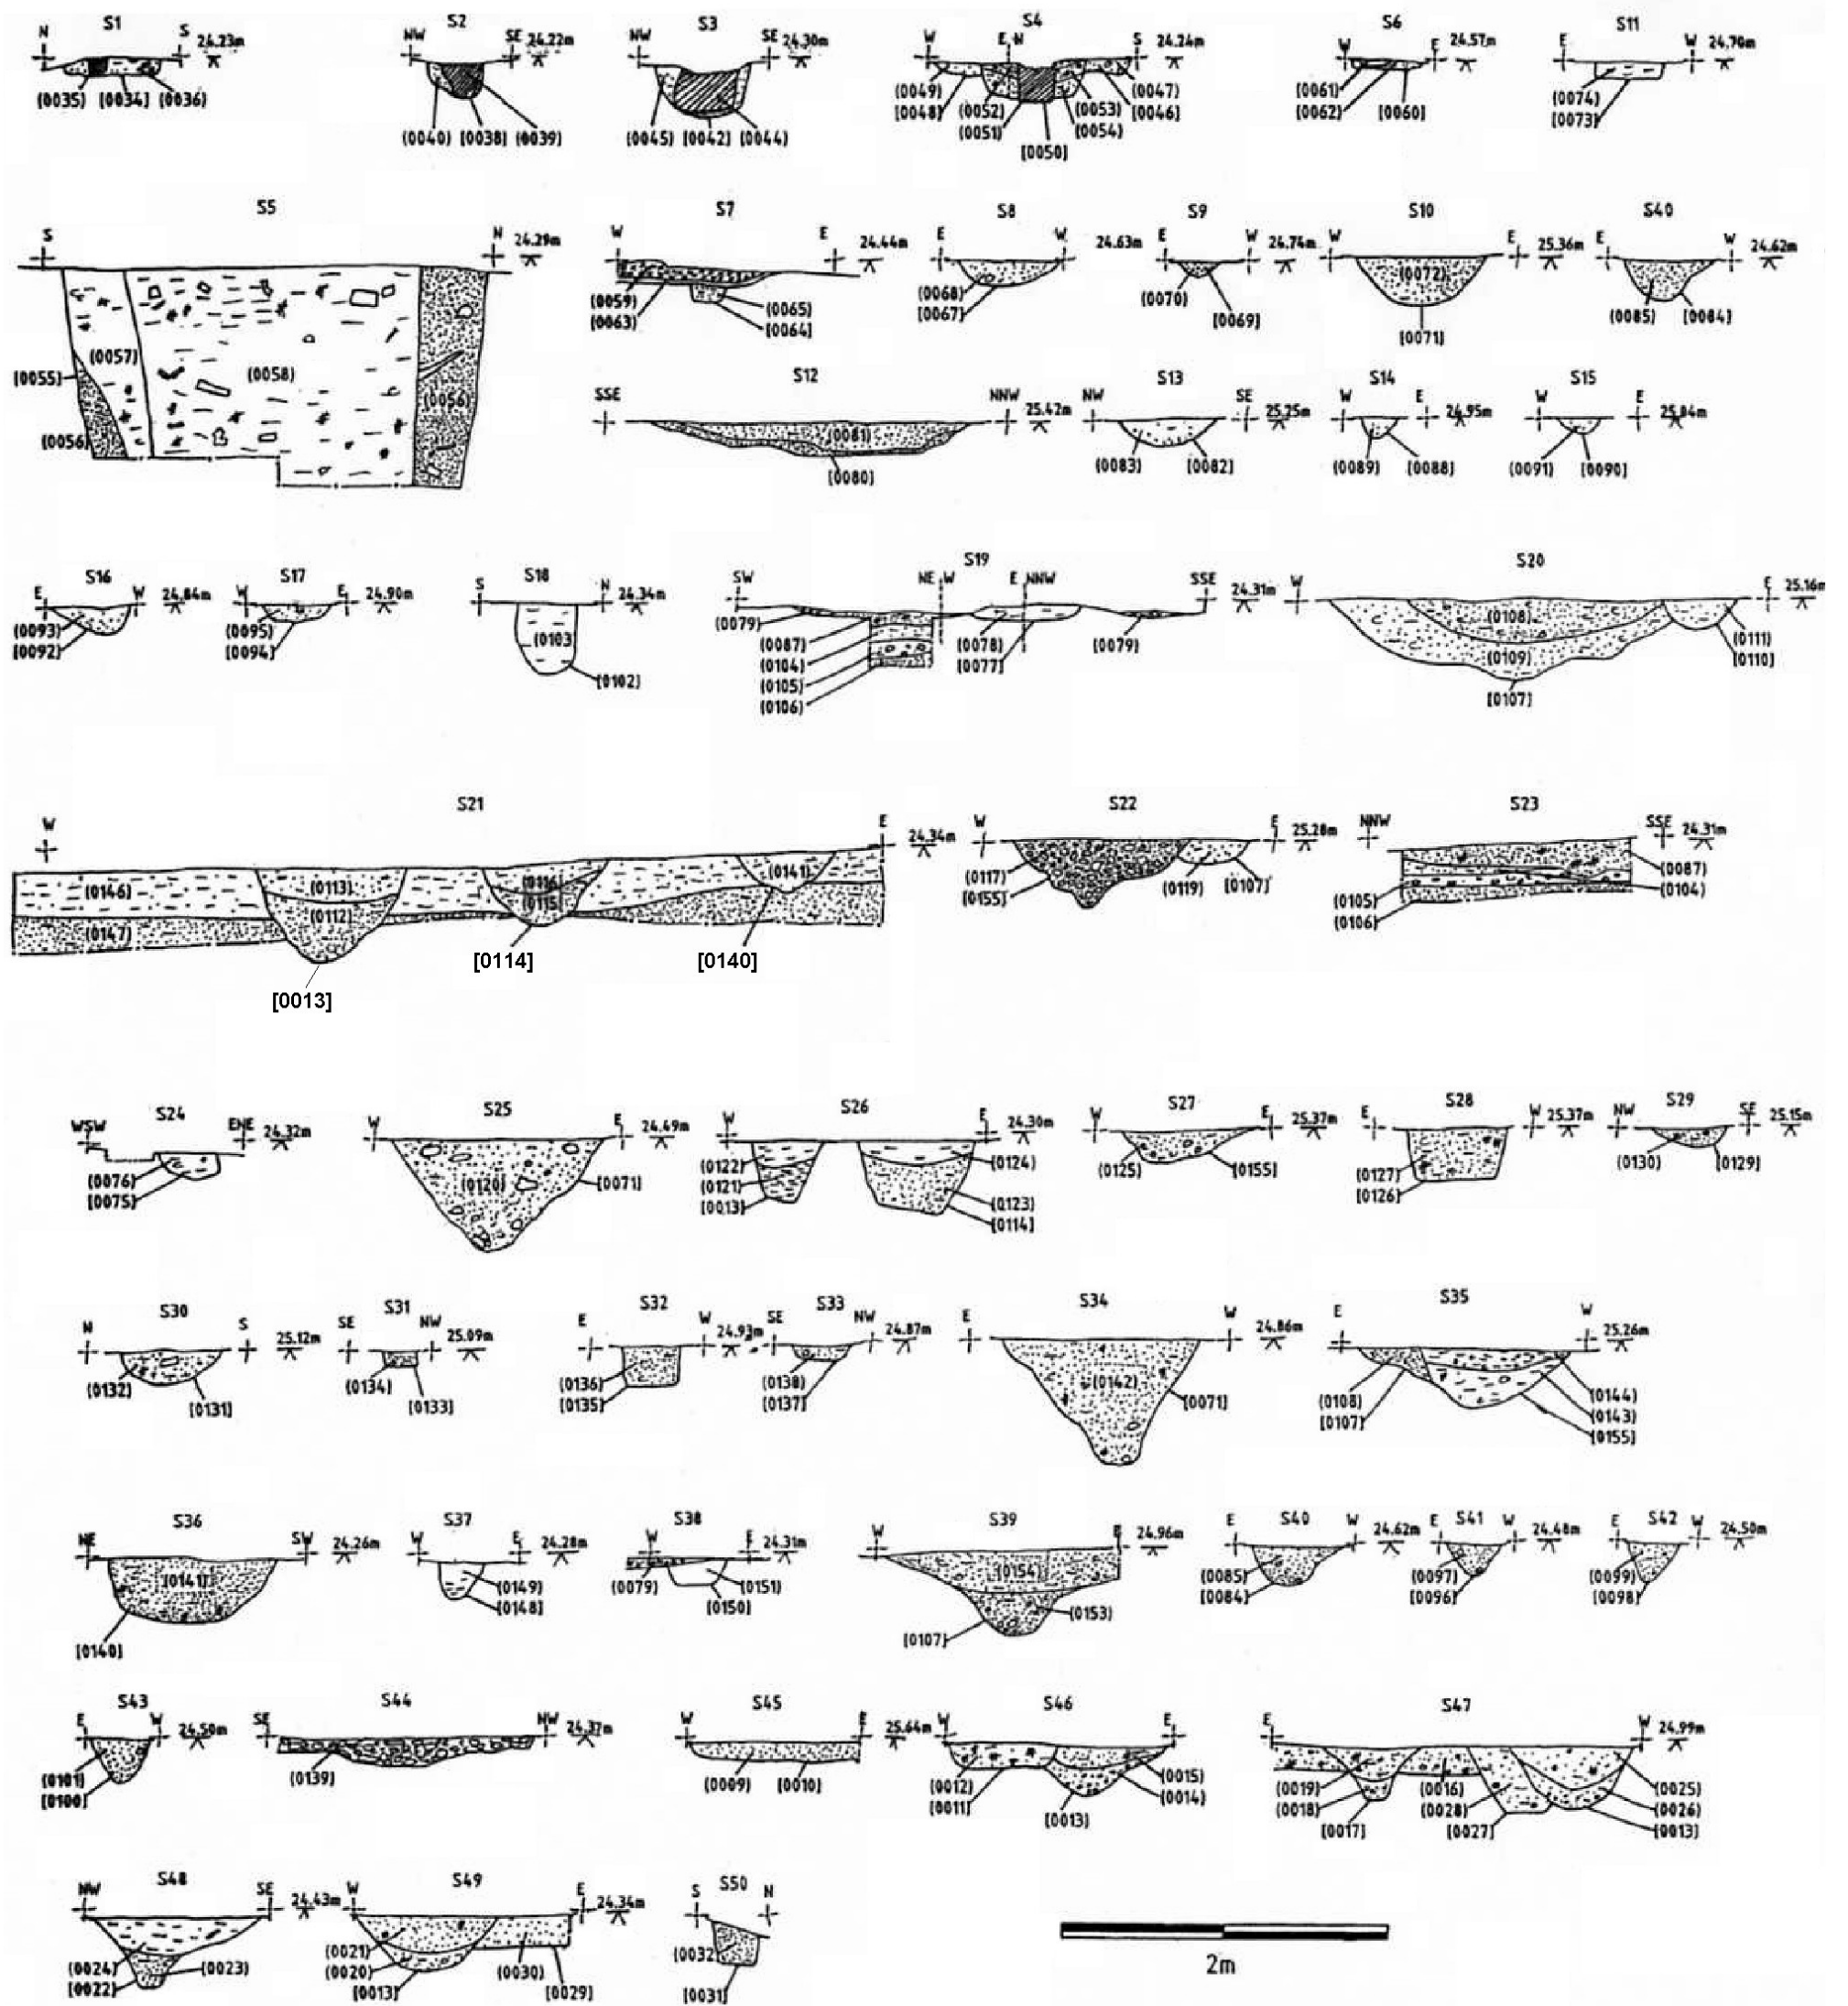 S1
N S 24.23m
(0035) [0034] (0036)
S2
NW SE 24.22m
(0040) [0038] (0039)
S3
NW SE 24.30m
(0045) [0042] (0044)
S4
W E N S 24.24m
(0049)
[0048]
(0052)
(0051)
[0050]
(0053)
(0054)
(0047)
[0046]
S6
W E 24.57m
(0061)
(0062) [0060]
S11
E W 24.70m
(0074)
[0073]
S5
S N 24.29m
[0055] (0057) (0058) (0056)
(0056)
S7
W E 24.44m
(0059)
(0063)
(0065)
[0064]
S8
E W 24.63m
(0068)
[0067]
S9
E W 24.74m
(0070) [0069]
S10
W E 25.36m
(0072)
[0071]
S40
E W 24.62m
(0085) [0084]
S12
SSE NNW 25.42m
(0081)
[0080]
S13
NW SE 25.25m
(0083) [0082]
S14
W E 24.95m
(0089) [0088]
S15
W E
(0091) [0090]
S16
E W 24.84m
(0093)
[0092]
S17
W E 24.90m
(0095)
[0094]
S18
S N 24.34m
(0103)
[0102]
S19
SW NE W E NNW SSE 24.31m
(0079)
(0087)
(0104)
(0105)
(0106)
(0078)
[0077]
(0079)
S20
W E 25.16m
(0108)
(0109)
[0107]
(0111)
[0110]
S21
W E 24.34m
(0146) (0113) (0116) (0141)
(0147) (0112) (0115)
[0114] [0140]
[0013]
S22
W E 25.28m
(0117)
[0155]
(0119) [0107]
S23
NNW SSE 24.31m
(0087)
(0104)
(0105)
(0106)
S24
WSW ENE 24.32m
(0076)
[0075]
S25
W E 24.49m
(0120) [0071]
S26
W E 24.30m
(0122)
(0121)
[0013]
(0124)
(0123)
[0114]
S27
W E 25.37m
(0125) [0155]
S28
E W 25.37m
(0127)
[0126]
S29
NW SE 25.15m
(0130) [0129]
S30
N S 25.12m
(0132) [0131]
S31
SE NW 25.09m
(0134) [0133]
S32
E W 24.93m
(0136)
[0135]
S33
SE NW 24.87m
(0138)
[0137]
S34
E W 24.86m
(0142) [0071]
S35
E W 25.26m
(0108)
[0107]
(0144)
(0143)
[0155]
S36
NE SW 24.26m
(0141)
[0140]
S37
W E 24.28m
(0149)
[0148]
S38
W E 24.31m
(0079) (0151)
[0150]
S39
W E 24.96m
(0154)
(0153)
[0107]
S40
E W 24.62m
(0085)
[0084]
S41
E W 24.48m
(0097)
[0096]
S42
E W 24.50m
(0099)
[0098]
S43
E W 24.50m
(0101)
[0100]
S44
SE NW 24.37m
(0139)
S45
W E 25.64m
(0009) [0010]
S46
W E
(0012)
[0011]
[0013]
(0015)
(0014)
S47
E W 24.99m
(0019)
(0018)
[0017]
(0016)
(0028)
[0027]
(0025)
(0026)
[0013]
S48
NW SE 24.43m
(0024)
[0022]
(0023)
S49
W E 24.34m
(0021)
(0020)
[0013]
(0030)
[0029]
S50
S N
(0032)
[0031]
2m